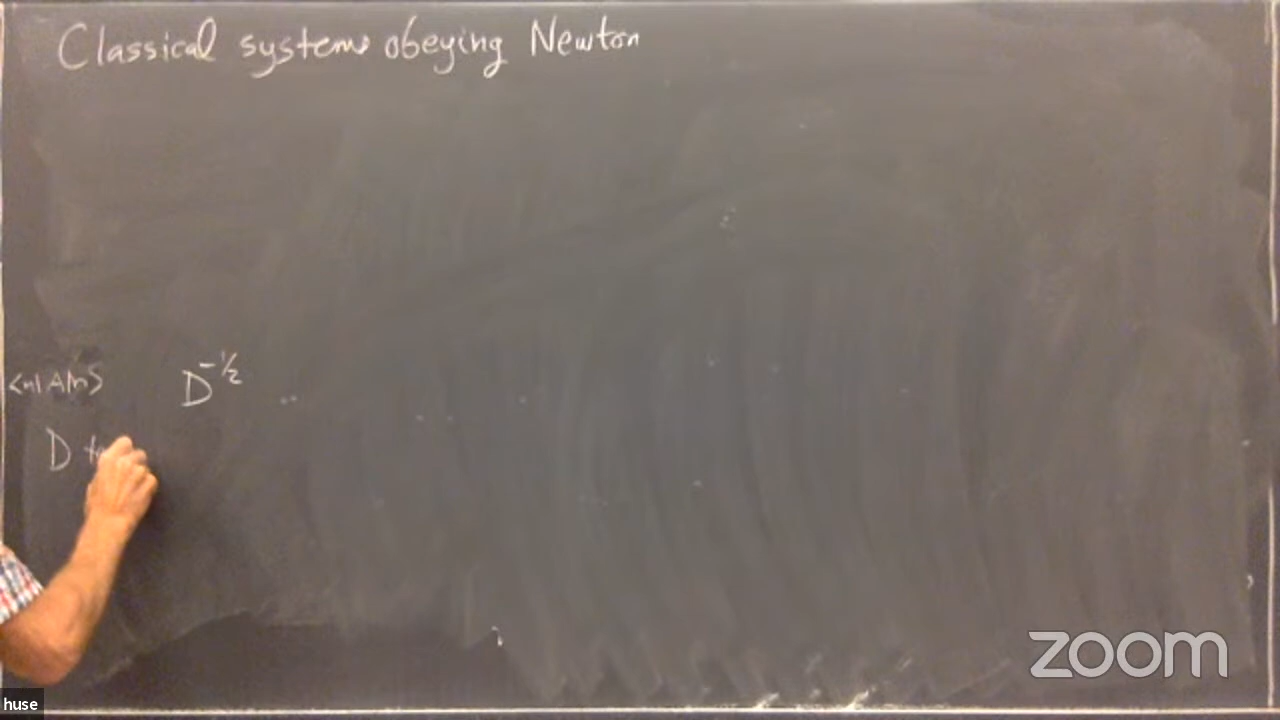 Classical systems obeying Newton
<n|A|n> D^-1/2
D
zoom
huse